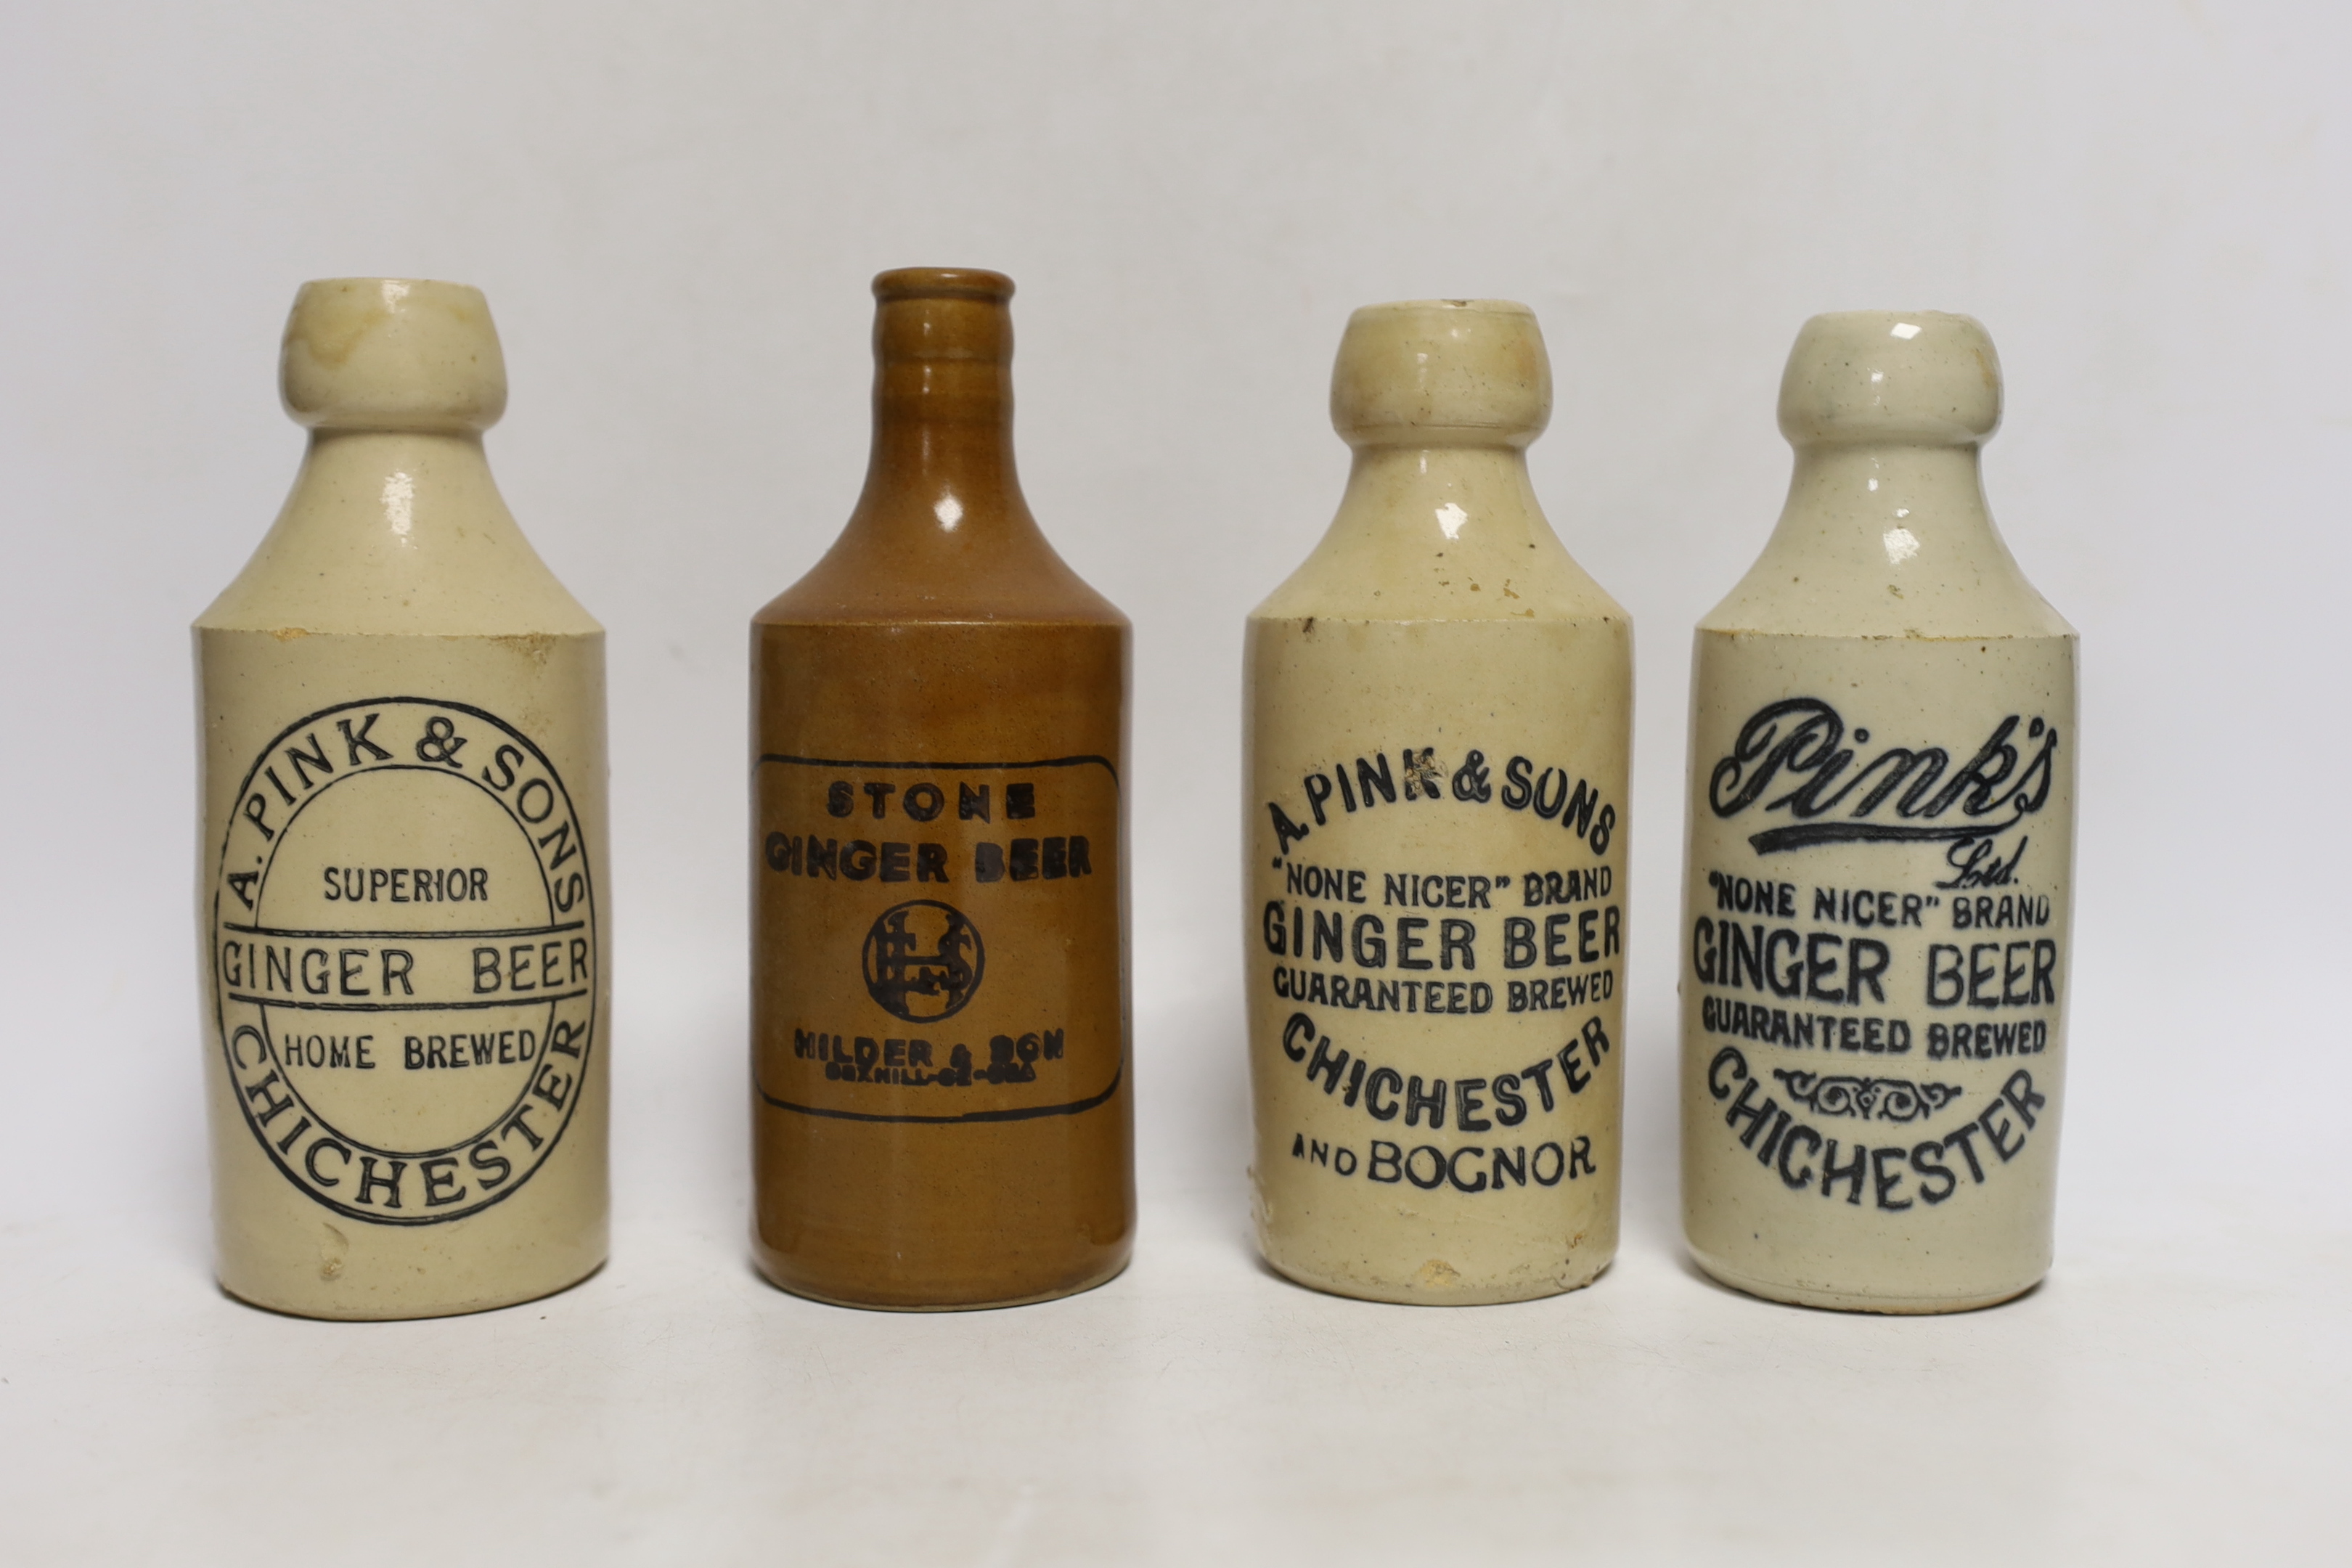 A. PINK & SONS
SUPERIOR
GINGER BEER
HOME BREWED
CHICHESTER
STONE
GINGER BEER
HS
& SON
A. PINK & SONS
"NONE NICER" BRAND
GINGER BEER
GUARANTEED BREWED
CHICHESTER
AND BOGNOR
Pink's
Ltd.
"NONE NICER" BRAND
GINGER BEER
GUARANTEED BREWED
CHICHESTER